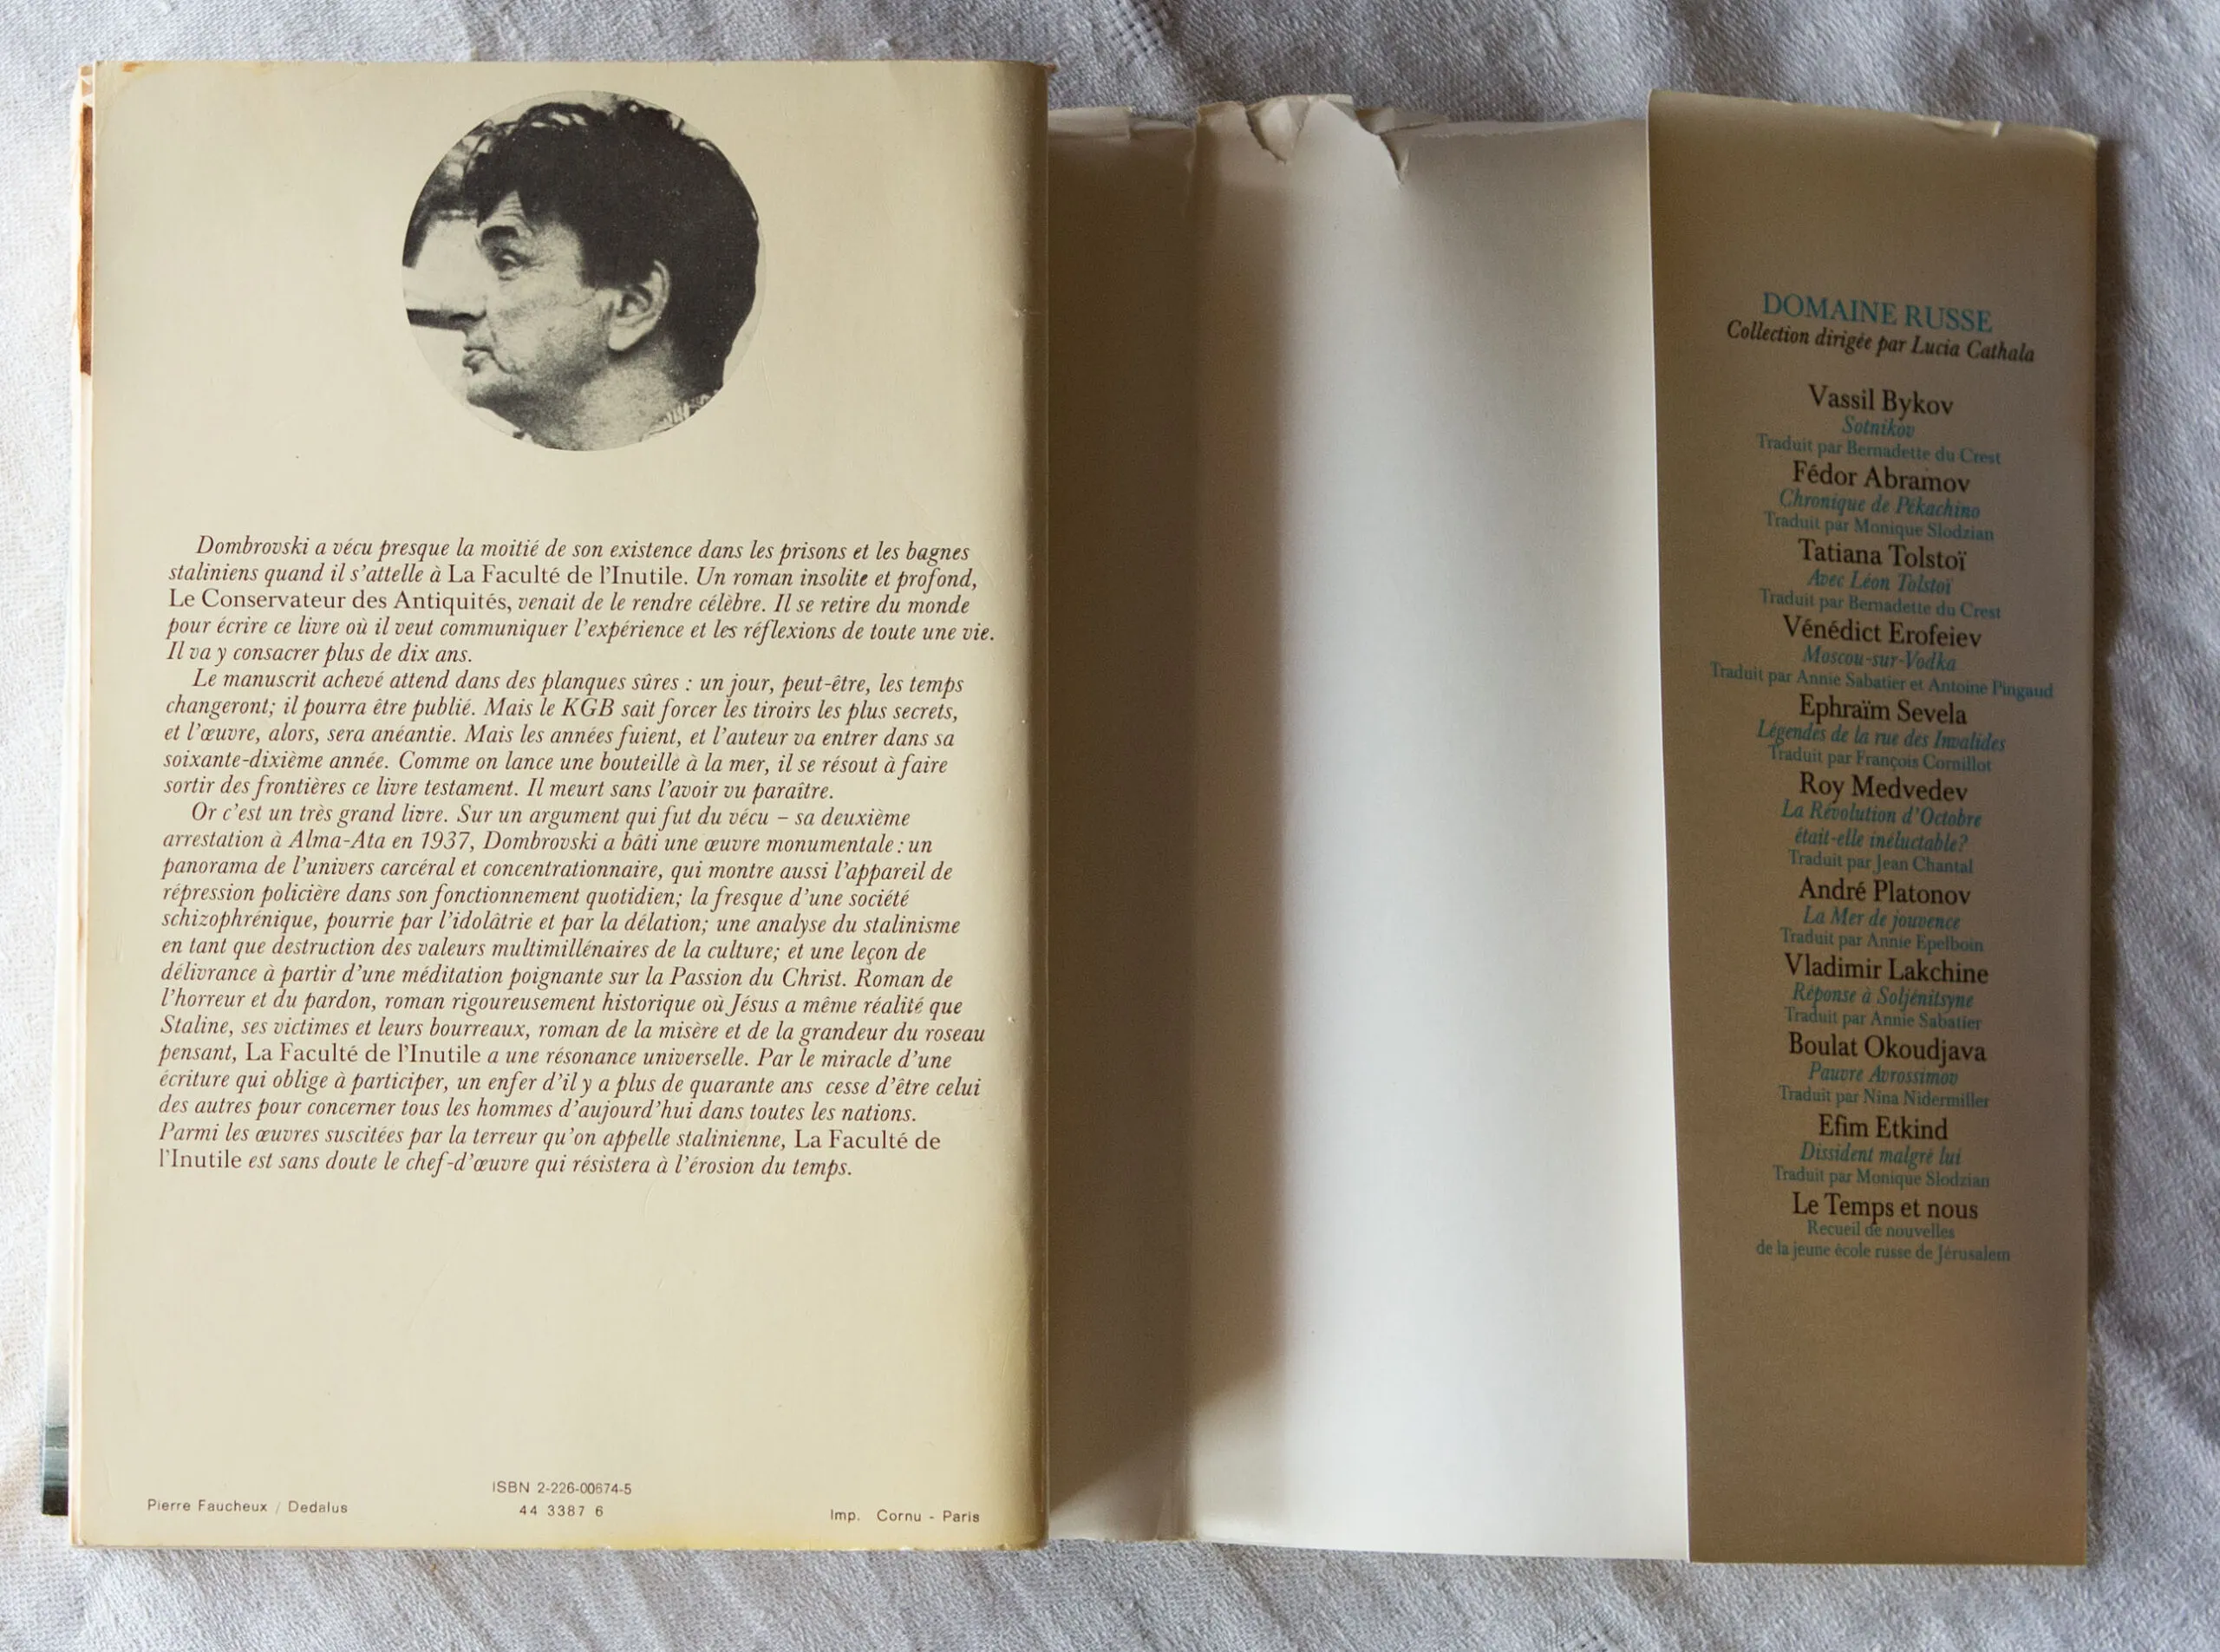 Dombrovski a vécu presque la moitié de son existence dans les prisons et les bagnes
staliniens quand il s'attelle à La Faculté de l'Inutile. Un roman insolite et profond,
Le Conservateur des Antiquités, venait de le rendre célèbre. Il se retire du monde
pour écrire ce livre où il veut communiquer l'expérience et les réflexions de toute une vie.
Il va y consacrer plus de dix ans.
Le manuscrit achevé attend dans des planques sûres : un jour, peut-être, les temps
changeront; il pourra être publié. Mais le KGB sait forcer les tiroirs les plus secrets,
et l'œuvre, alors, sera anéantie. Mais les années fuient, et l'auteur va entrer dans sa
soixante-dixième année. Comme on lance une bouteille à la mer, il se résout à faire
sortir des frontières ce livre testament. Il meurt sans l'avoir vu paraître.
Or c'est un très grand livre. Sur un argument qui fut du vécu – sa deuxième
arrestation à Alma-Ata en 1937, Dombrovski a bâti une œuvre monumentale : un
panorama de l'univers carcéral et concentrationnaire, qui montre aussi l'appareil de
répression policière dans son fonctionnement quotidien; la fresque d'une société
schizophrénique, pourrie par l'idolâtrie et par la délation; une analyse du stalinisme
en tant que destruction des valeurs multimillénaires de la culture; et une leçon de
délivrance à partir d'une méditation poignante sur la Passion du Christ. Roman de
l'horreur et du pardon, roman rigoureusement historique où Jésus a même réalité que
Staline, ses victimes et leurs bourreaux, roman de la misère et de la grandeur du roseau
pensant, La Faculté de l'Inutile a une résonance universelle. Par le miracle d'une
écriture qui oblige à participer, un enfer d'il y a plus de quarante ans cesse d'être celui
des autres pour concerner tous les hommes d'aujourd'hui dans toutes les nations.
Parmi les œuvres suscitées par la terreur qu'on appelle stalinienne, La Faculté de
l'Inutile est sans doute le chef-d'œuvre qui résistera à l'érosion du temps.
Pierre Faucheux / Dedalus
ISBN 2-226-00674-5
44 3387 6
Imp. Cornu - Paris
DOMAINE RUSSE
Collection dirigée par Lucia Cathala
Vassil Bykov
Sotnikov
Traduit par Bernadette du Crest
Fédor Abramov
Chronique de Pékachino
Traduit par Monique Slodzian
Tatiana Tolstoï
Avec Léon Tolstoï
Traduit par Bernadette du Crest
Vénédict Erofeiev
Moscou-sur-Vodka
Traduit par Annie Sabatier et Antoine Pingaud
Ephraïm Sevela
Légendes de la rue des Invalides
Traduit par François Cornillot
Roy Medvedev
La Révolution d'Octobre
était-elle inéluctable?
Traduit par Jean Chantal
André Platonov
La Mer de jouvence
Traduit par Annie Epelboin
Vladimir Lakchine
Réponse à Soljénitsyne
Traduit par Annie Sabatier
Boulat Okoudjava
Pauvre Avrossimov
Traduit par Nina Nidermiller
Efim Etkind
Dissident malgré lui
Traduit par Monique Slodzian
Le Temps et nous
Recueil de nouvelles
de la jeune école russe de Jérusalem